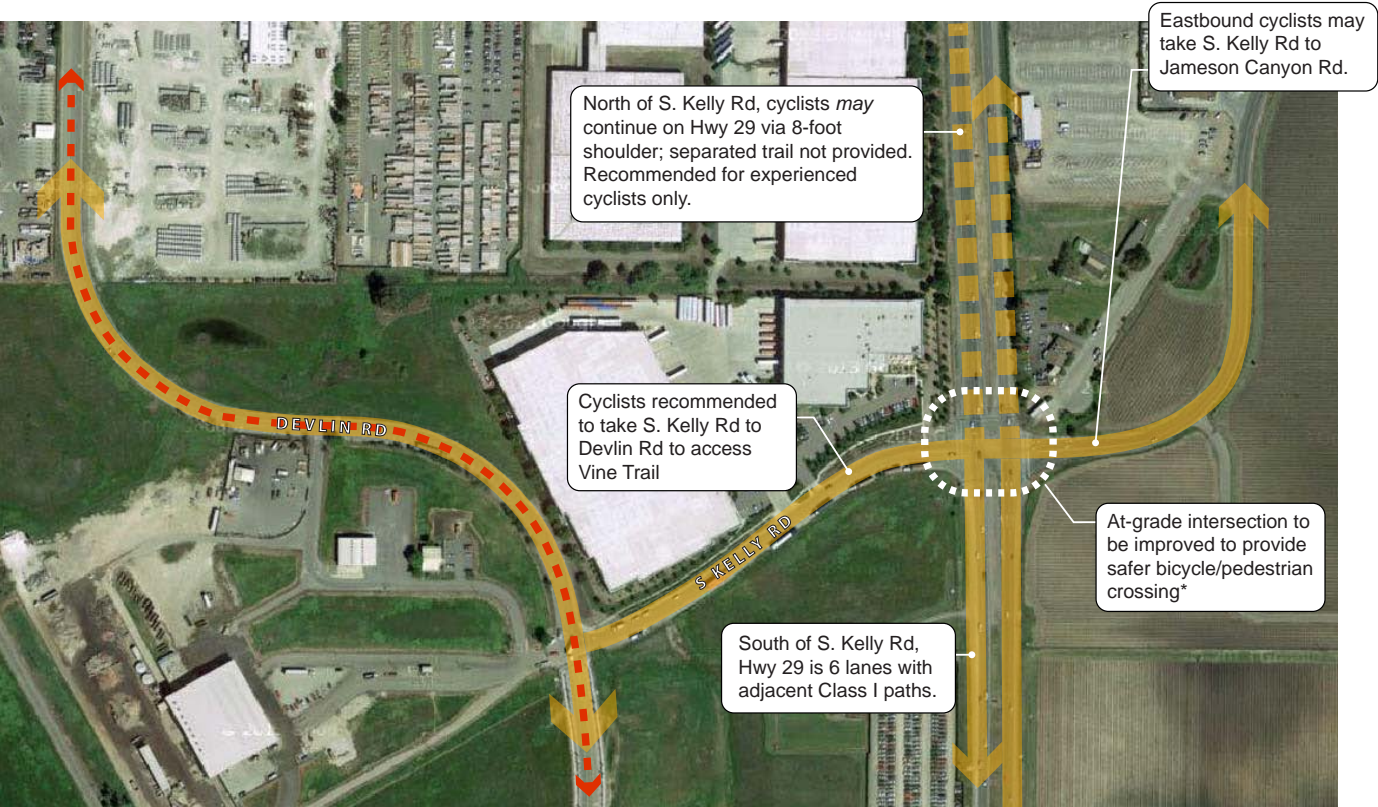 Eastbound cyclists may
take S. Kelly Rd to
Jameson Canyon Rd.
North of S. Kelly Rd, cyclists may
continue on Hwy 29 via 8-foot
shoulder; separated trail not provided.
Recommended for experienced
cyclists only.
Cyclists recommended
to take S. Kelly Rd to
Devlin Rd to access
Vine Trail
DEVLIN RD
S KELLY RD
At-grade intersection to
be improved to provide
safer bicycle/pedestrian
crossing*
South of S. Kelly Rd,
Hwy 29 is 6 lanes with
adjacent Class I paths.